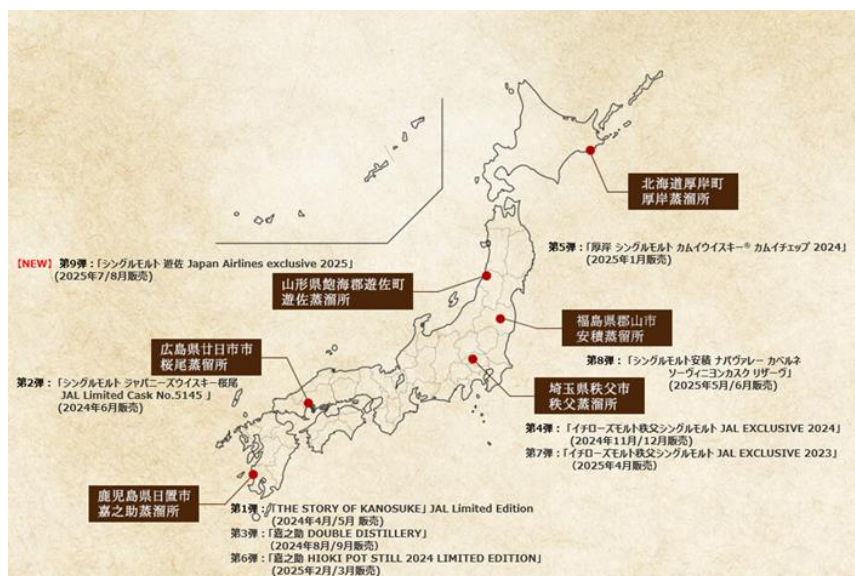 北海道厚岸町
厚岸蒸溜所
第5弾：「厚岸 シングルモルト カムイウイスキー® カムイチェップ 2024」
（2025年1月販売）
【NEW】 第9弾：「シングルモルト 遊佐 Japan Airlines exclusive 2025」
（2025年7/8月販売）
山形県飽海郡遊佐町
遊佐蒸溜所
福島県郡山市
安積蒸留所
第8弾：「シングルモルト安積 ナパヴァレー カベルネ
ソーヴィニヨンカスク リザーヴ」
（2025年5月/6月販売）
広島県廿日市市
桜尾蒸留所
第2弾：「シングルモルト ジャパニーズウイスキー桜尾
JAL Limited Cask No.5145 」
（2024年6月販売）
埼玉県秩父市
秩父蒸溜所
第4弾：「イチローズモルト秩父シングルモルト JAL EXCLUSIVE 2024」
（2024年11月/12月販売）
第7弾：「イチローズモルト秩父シングルモルト JAL EXCLUSIVE 2023」
（2025年4月販売）
鹿児島県日置市
嘉之助蒸溜所
第1弾：「THE STORY OF KANOSUKE」 JAL Limited Edition
（2024年4月/5月 販売）
第3弾：「嘉之助 DOUBLE DISTILLERY」
（2024年8月/9月販売）
第6弾：「嘉之助 HIOKI POT STILL 2024 LIMITED EDITION」
（2025年2月/3月販売）